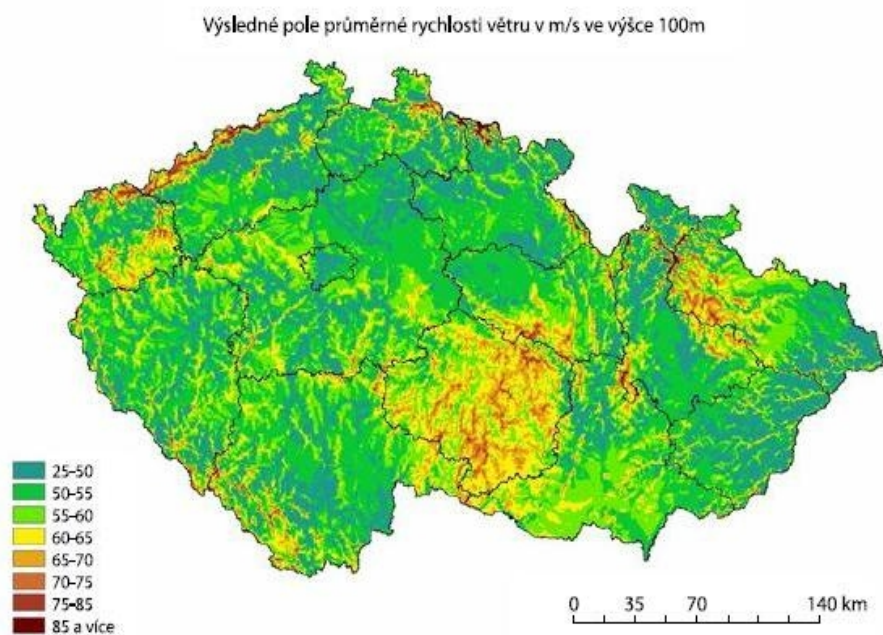 Výsledné pole průměrné rychlosti větru v m/s ve výšce 100m
25-50
50-55
55-60
60-65
65-70
70-75
75-85
85 a více
0 35 70 140 km